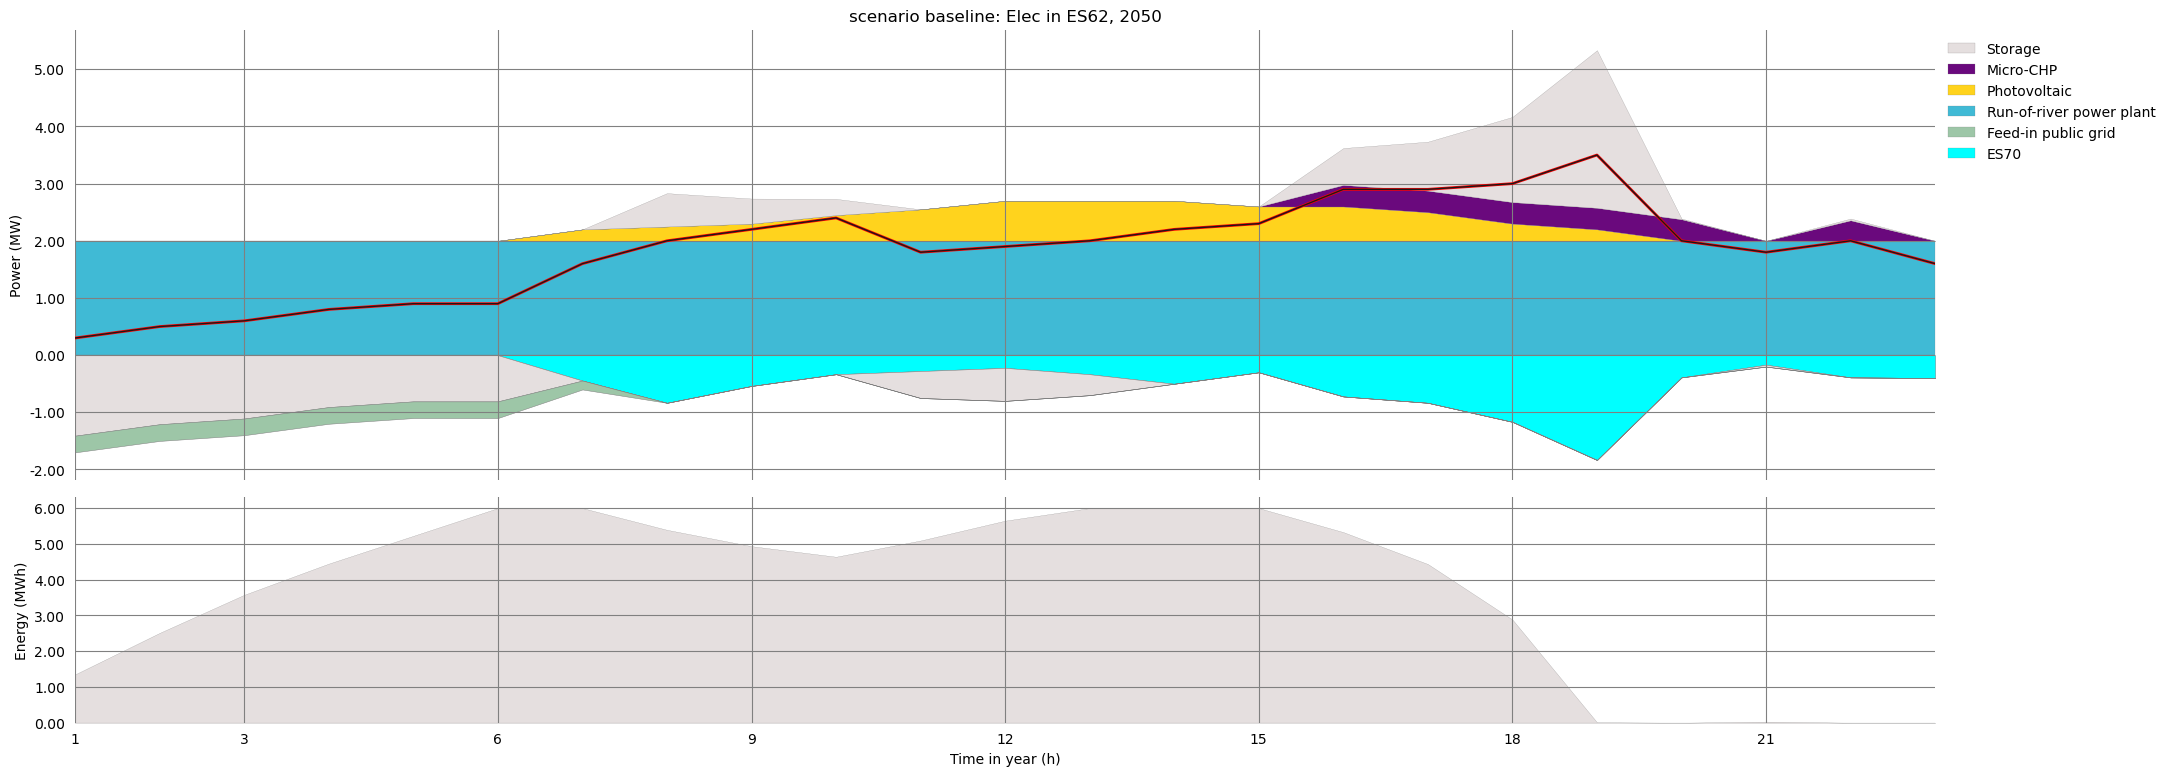 scenario baseline: Elec in ES62, 2050
Power (MW)
5.00
4.00
3.00
2.00
1.00
0.00
-1.00
-2.00
Storage
Micro-CHP
Photovoltaic
Run-of-river power plant
Feed-in public grid
ES70
Energy (MWh)
6.00
5.00
4.00
3.00
2.00
1.00
0.00
1 3 6 9 12 15 18 21
Time in year (h)